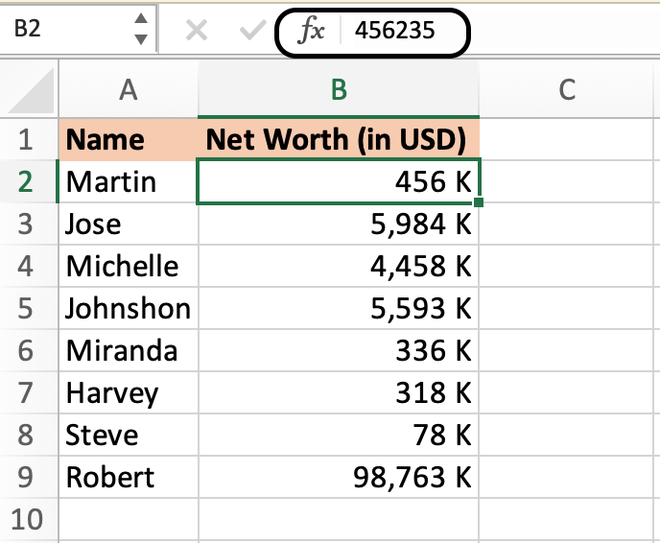 B2 fx 456235
A B C
1 Name Net Worth (in USD)
2 Martin 456 K
3 Jose 5,984 K
4 Michelle 4,458 K
5 Johnshon 5,593 K
6 Miranda 336 K
7 Harvey 318 K
8 Steve 78 K
9 Robert 98,763 K
10